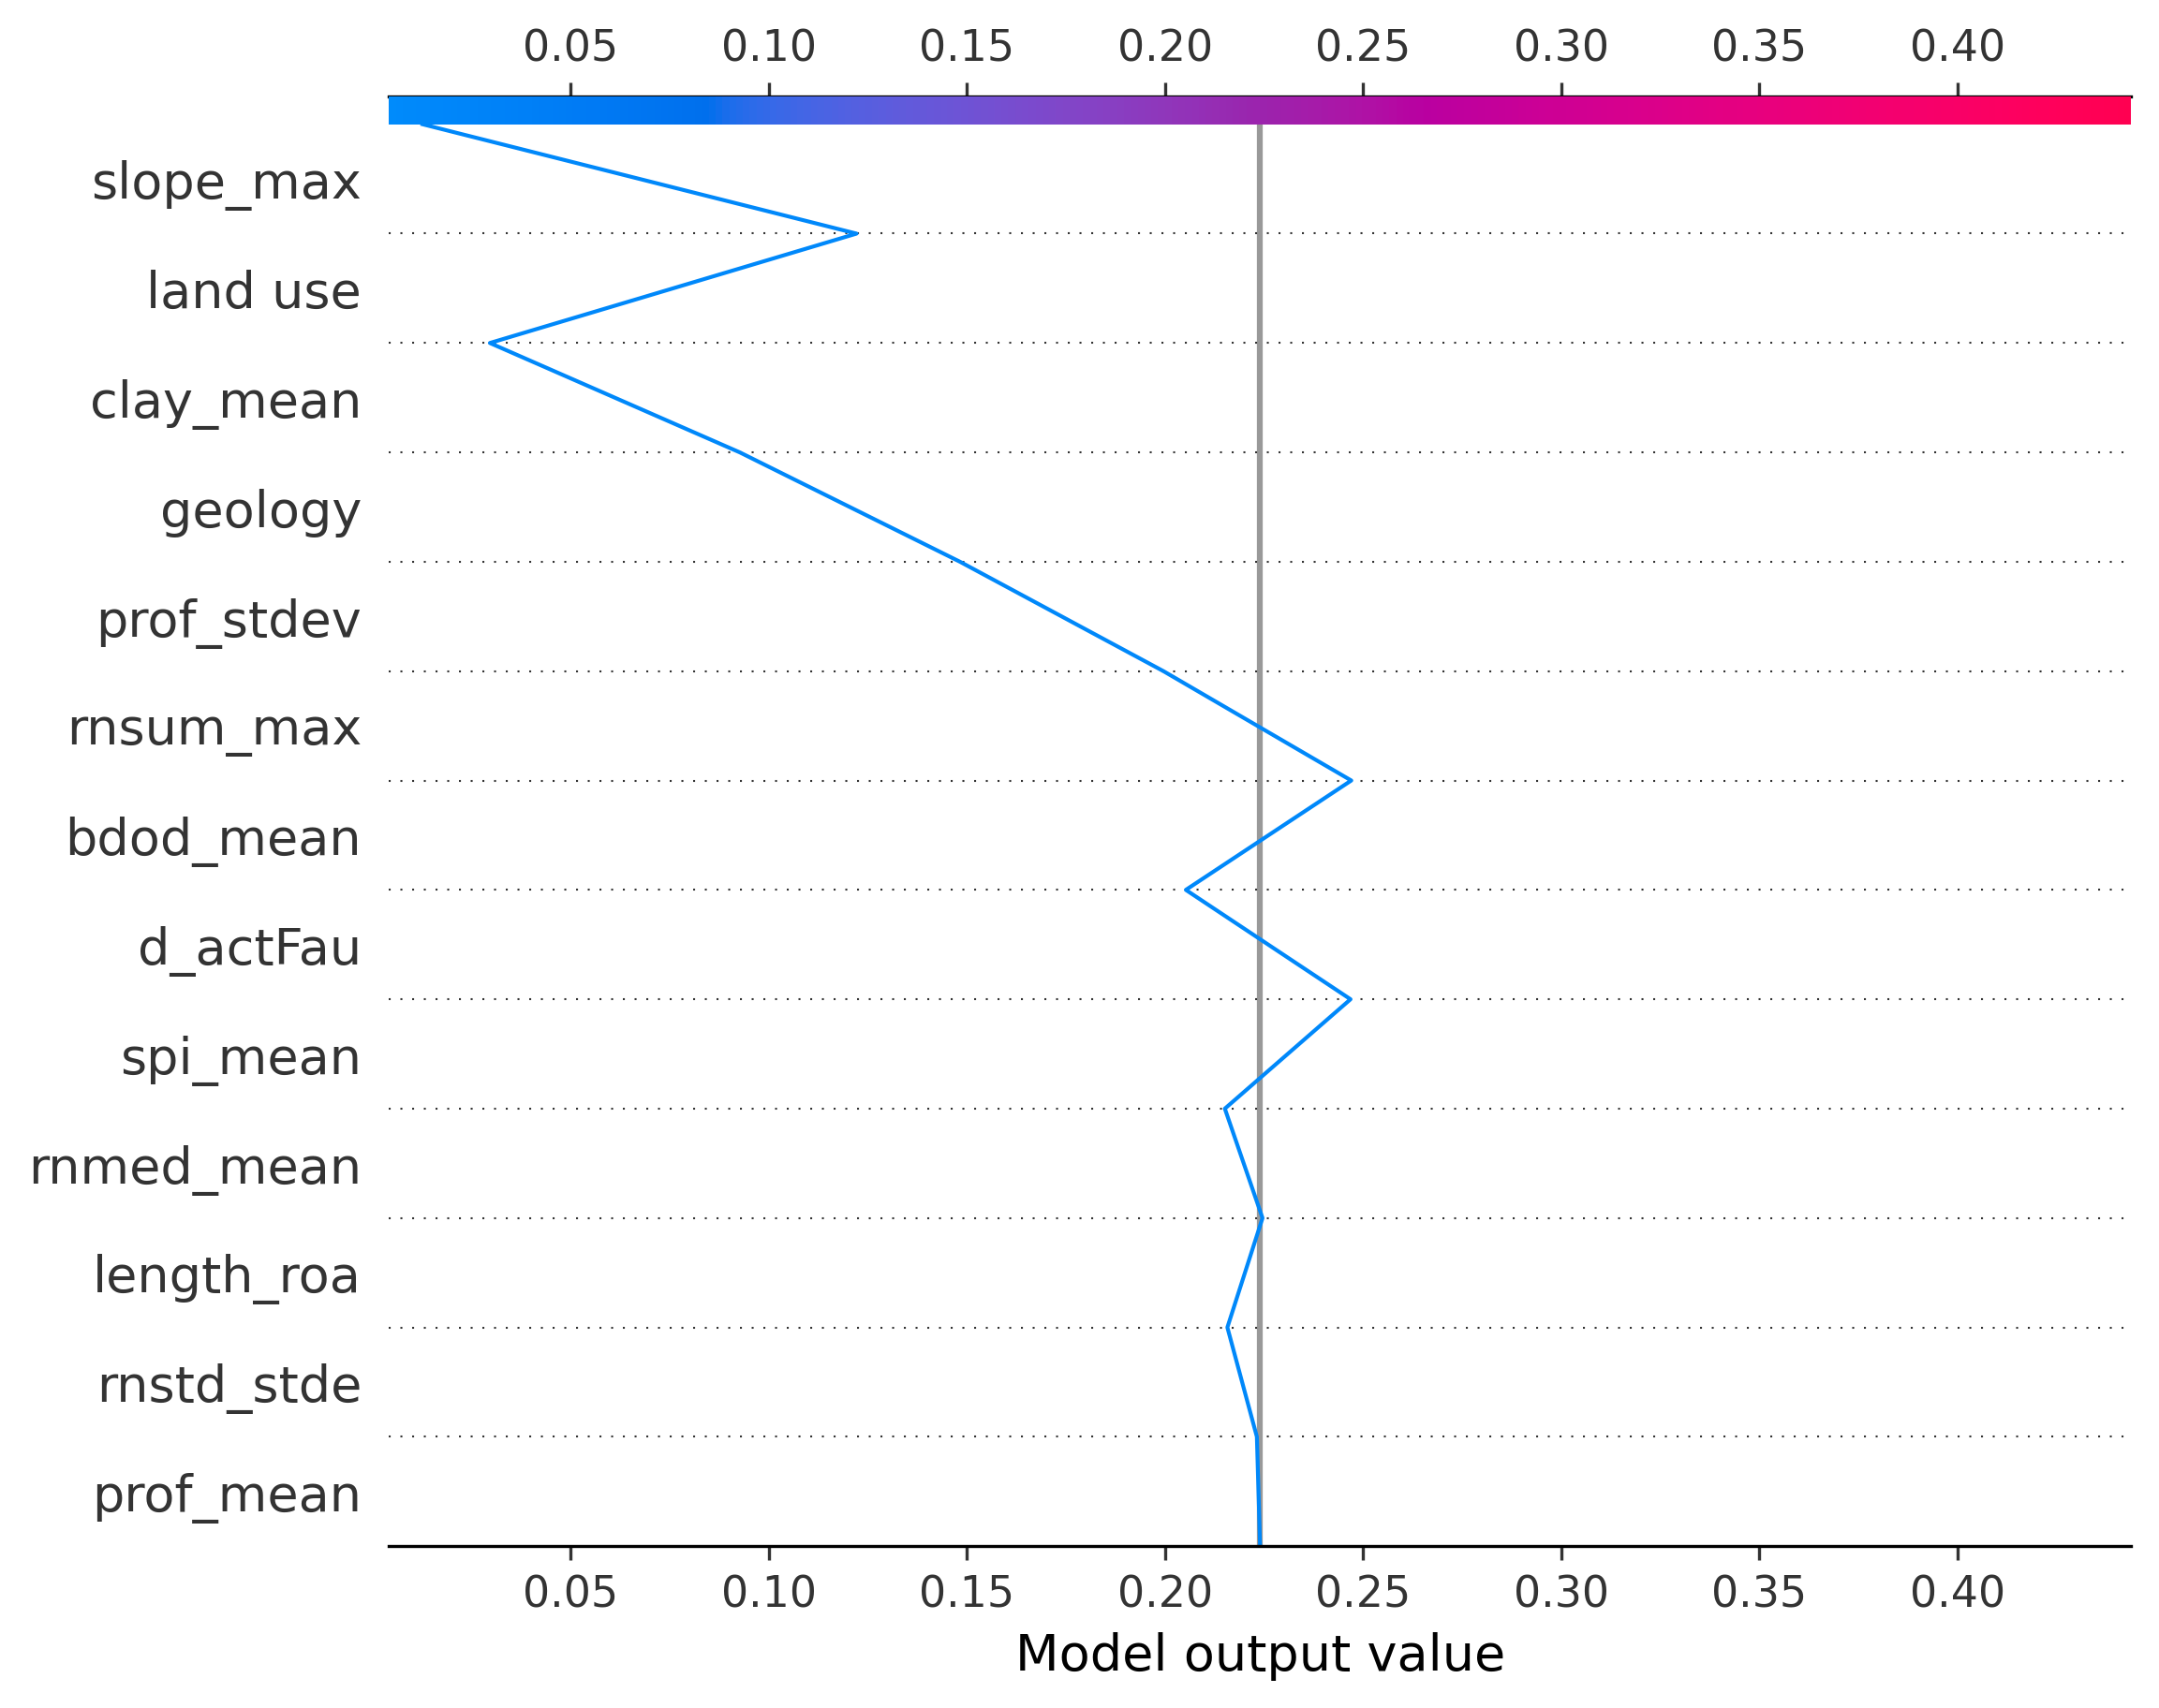 0.05 0.10 0.15 0.20 0.25 0.30 0.35 0.40
slope_max
land use
clay_mean
geology
prof_stdev
rnsum_max
bdod_mean
d_actFau
spi_mean
rnmed_mean
length_roa
rnstd_stde
prof_mean
0.05 0.10 0.15 0.20 0.25 0.30 0.35 0.40
Model output value